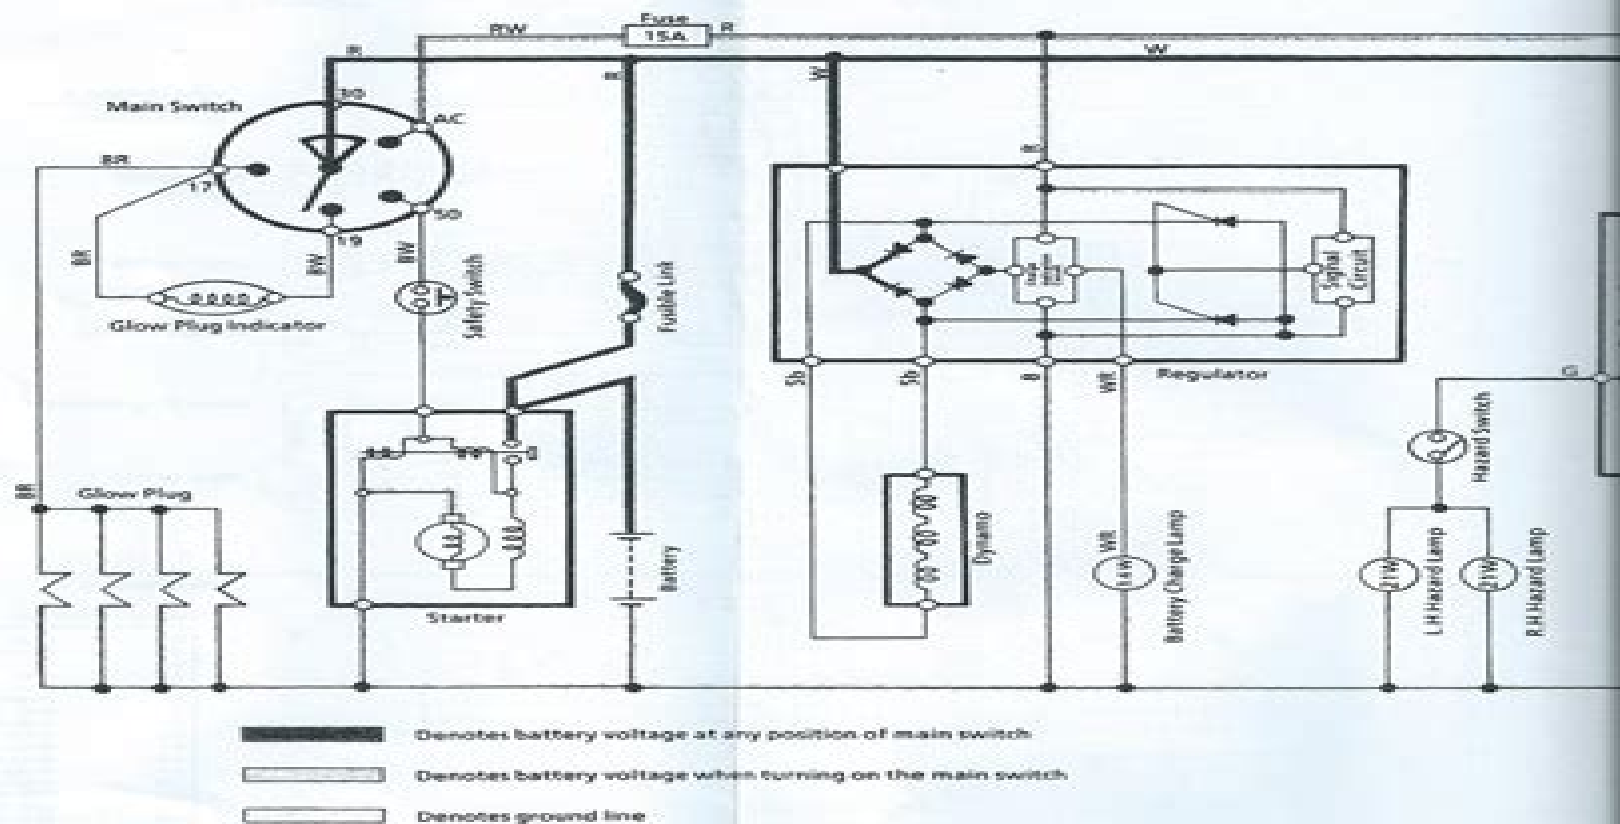 Fuse
15A
RW
R
R
W
30
Main Switch
AC
BR
17
50
19
BR
RW
RW
Safety Switch
Glow Plug Indicator
R
Fusible Link
W
R
Signal
Circuit
Sb
Sb
B
WR
Regulator
G
Hazard Switch
BR
Glow Plug
Starter
Battery
Dynamo
WR
14W
Battery Charge Lamp
21W
L.H Hazard Lamp
21W
R.H Hazard Lamp
Denotes battery voltage at any position of main switch
Denotes battery voltage when turning on the main switch
Denotes ground line